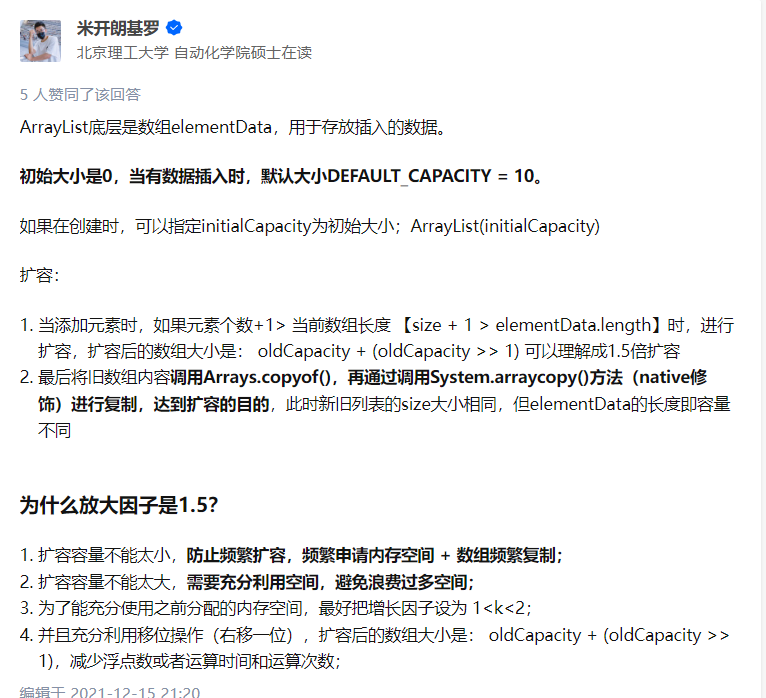 米开朗基罗
北京理工大学 自动化学院硕士在读
5 人赞同了该回答
ArrayList底层是数组elementData，用于存放插入的数据。
初始大小是0，当有数据插入时，默认大小DEFAULT_CAPACITY = 10。
如果在创建时，可以指定initialCapacity为初始大小；ArrayList(initialCapacity)
扩容：
1. 当添加元素时，如果元素个数+1> 当前数组长度 【size + 1 > elementData.length】时，进行
扩容，扩容后的数组大小是： oldCapacity + (oldCapacity >> 1) 可以理解成1.5倍扩容
2. 最后将旧数组内容调用Arrays.copyof()，再通过调用System.arraycopy()方法（native修
饰）进行复制，达到扩容的目的，此时新旧列表的size大小相同，但elementData的长度即容量
不同
为什么放大因子是1.5？
1. 扩容容量不能太小，防止频繁扩容，频繁申请内存空间 + 数组频繁复制；
2. 扩容容量不能太大，需要充分利用空间，避免浪费过多空间；
3. 为了能充分使用之前分配的内存空间，最好把增长因子设为 1<k<2；
4. 并且充分利用移位操作（右移一位），扩容后的数组大小是： oldCapacity + (oldCapacity >>
1)，减少浮点数或者运算时间和运算次数；
编辑于 2021-12-15 21:20